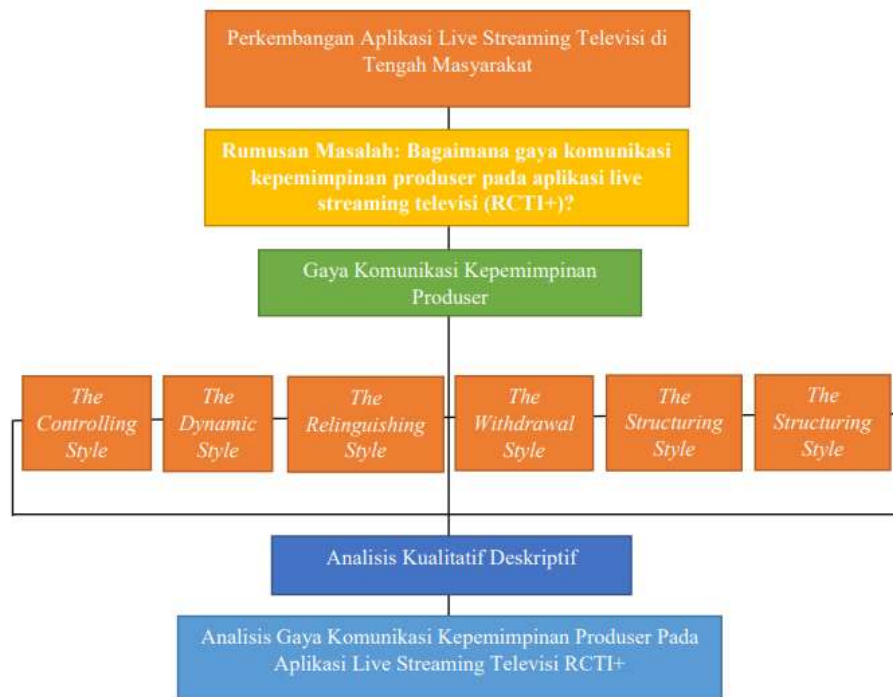 Perkembangan Aplikasi Live Streaming Televisi di
Tengah Masyarakat
Rumusan Masalah: Bagaimana gaya komunikasi
kepemimpinan produser pada aplikasi live
streaming televisi (RCTI+)?
Gaya Komunikasi Kepemimpinan
Produser
The
Controlling
Style
The
Dynamic
Style
The
Relinguishing
Style
The
Withdrawal
Style
The
Structuring
Style
The
Structuring
Style
Analisis Kualitatif Deskriptif
Analisis Gaya Komunikasi Kepemimpinan Produser Pada
Aplikasi Live Streaming Televisi RCTI+